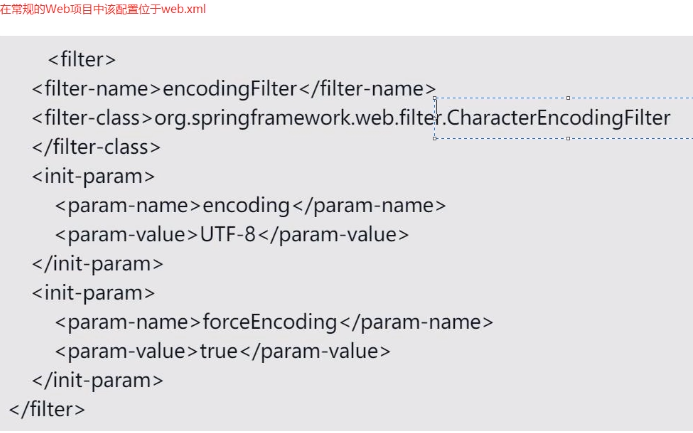 在常规的Web项目中该配置位于web.xml
<filter>
<filter-name>encodingFilter</filter-name>
<filter-class>org.springframework.web.filter.CharacterEncodingFilter
</filter-class>
<init-param>
<param-name>encoding</param-name>
<param-value>UTF-8</param-value>
</init-param>
<init-param>
<param-name>forceEncoding</param-name>
<param-value>true</param-value>
</init-param>
</filter>